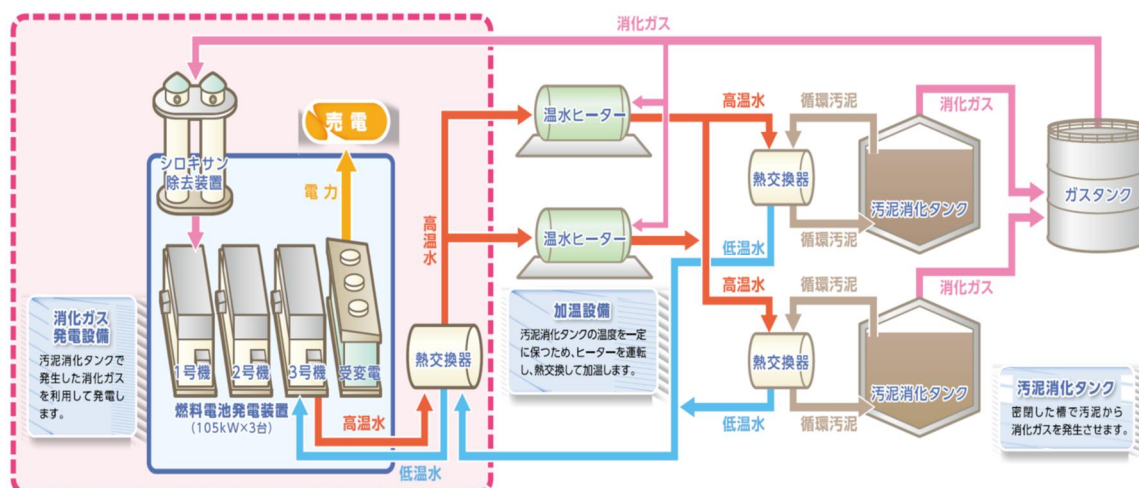 消化ガス
売電
シロキサン
除去装置
電力
高温水
温水ヒーター
高温水
循環汚泥
消化ガス
熱交換器
汚泥消化タンク
ガスタンク
温水ヒーター
低温水
循環汚泥
高温水
循環汚泥
消化ガス
消化ガス
発電設備
汚泥消化タンクで
発生した消化ガス
を利用して発電し
ます。
1号機
2号機
3号機
受変電
燃料電池発電装置
(105kW×3台)
高温水
低温水
熱交換器
加温設備
汚泥消化タンクの温度を一定
に保つため、ヒーターを運転
し、熱交換して加温します。
熱交換器
汚泥消化タンク
低温水
循環汚泥
汚泥消化タンク
密閉した槽で汚泥から
消化ガスを発生させます。